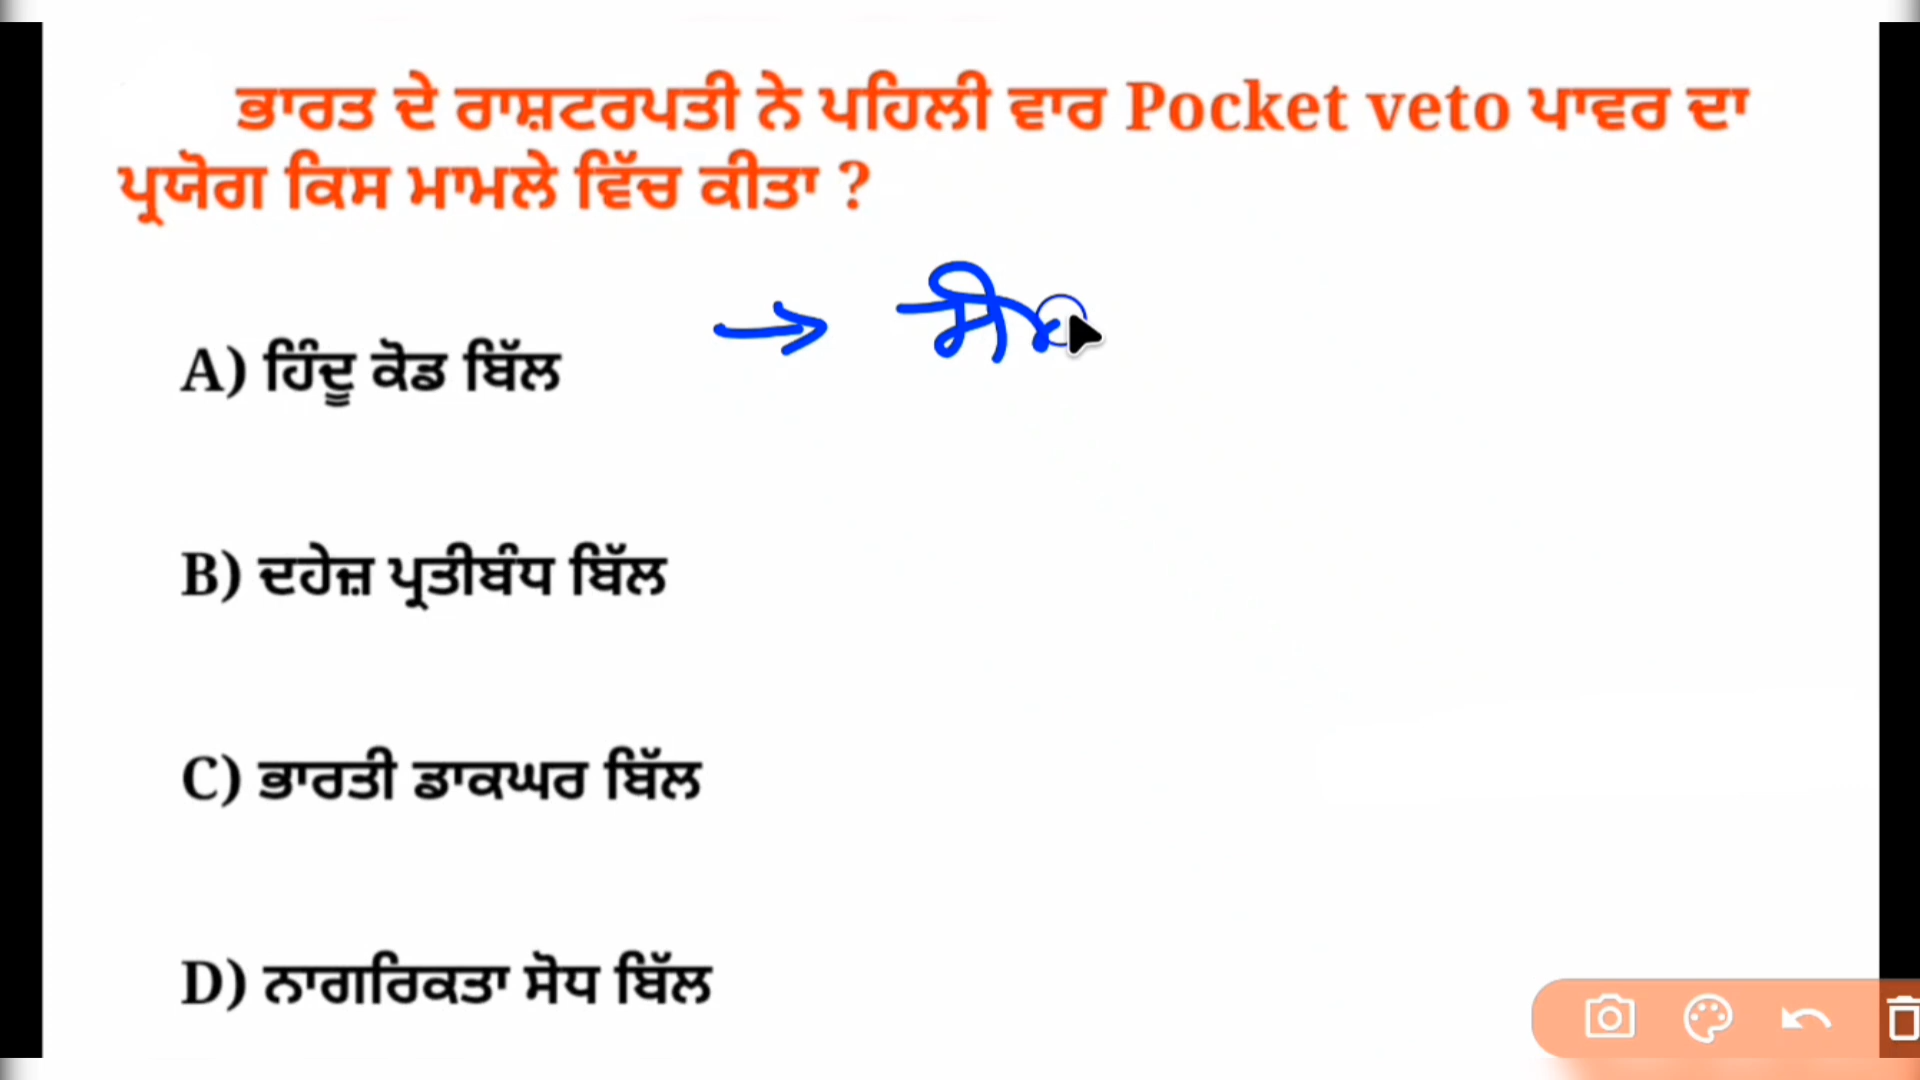 ਭਾਰਤ ਦੇ ਰਾਸ਼ਟਰਪਤੀ ਨੇ ਪਹਿਲੀ ਵਾਰ Pocket veto ਪਾਵਰ ਦਾ
ਪ੍ਰਯੋਗ ਕਿਸ ਮਾਮਲੇ ਵਿੱਚ ਕੀਤਾ ?
A) ਹਿੰਦੂ ਕੋਡ ਬਿੱਲ
B) ਦਹੇਜ਼ ਪ੍ਰਤੀਬੰਧ ਬਿੱਲ
C) ਭਾਰਤੀ ਡਾਕਘਰ ਬਿੱਲ
D) ਨਾਗਰਿਕਤਾ ਸੋਧ ਬਿੱਲ